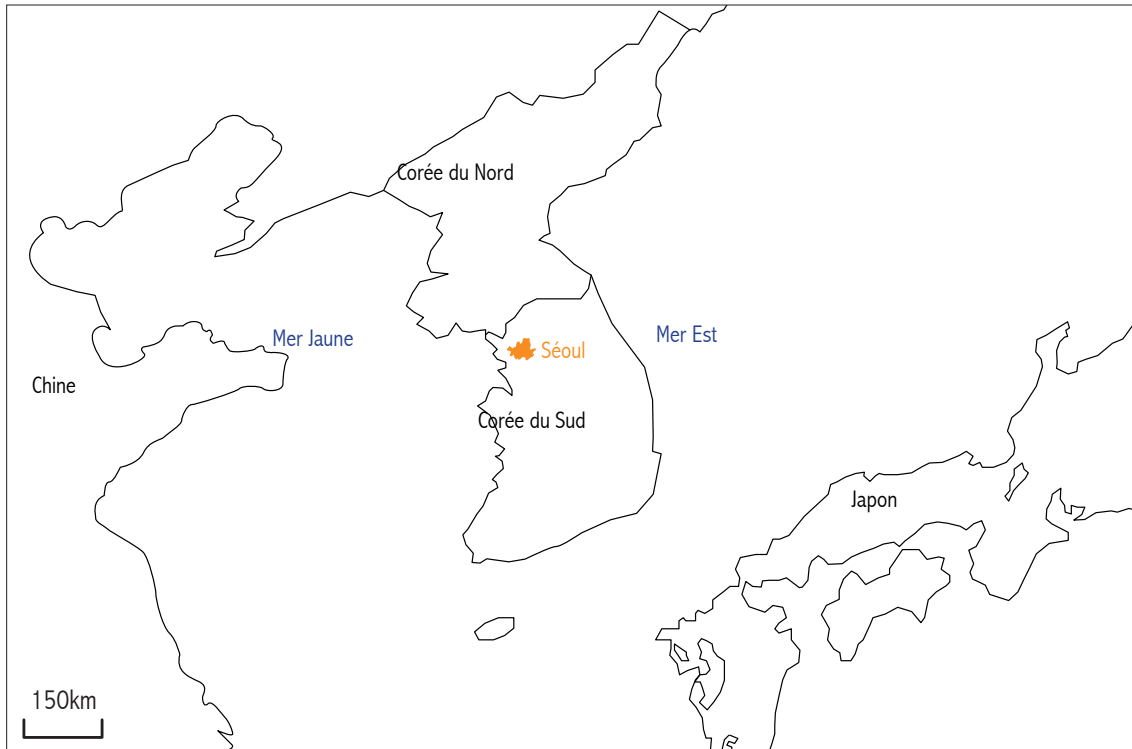 Corée du Nord
Mer Jaune
Mer Est
Séoul
Chine
Corée du Sud
Japon
150km